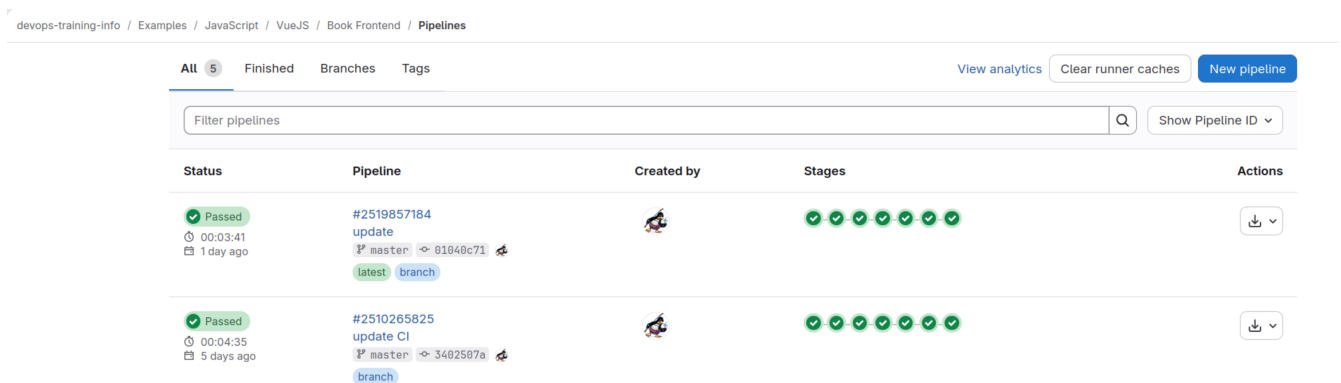 devops-training-info / Examples / JavaScript / VueJS / Book Frontend / Pipelines
All 5 Finished Branches Tags View analytics Clear runner caches New pipeline
Filter pipelines Show Pipeline ID
Status Pipeline Created by Stages Actions
Passed #2519857184
update
00:03:41
1 day ago master 01040c71
latest branch
Passed #2510265825
update CI
00:04:35
5 days ago master 3402507a
branch